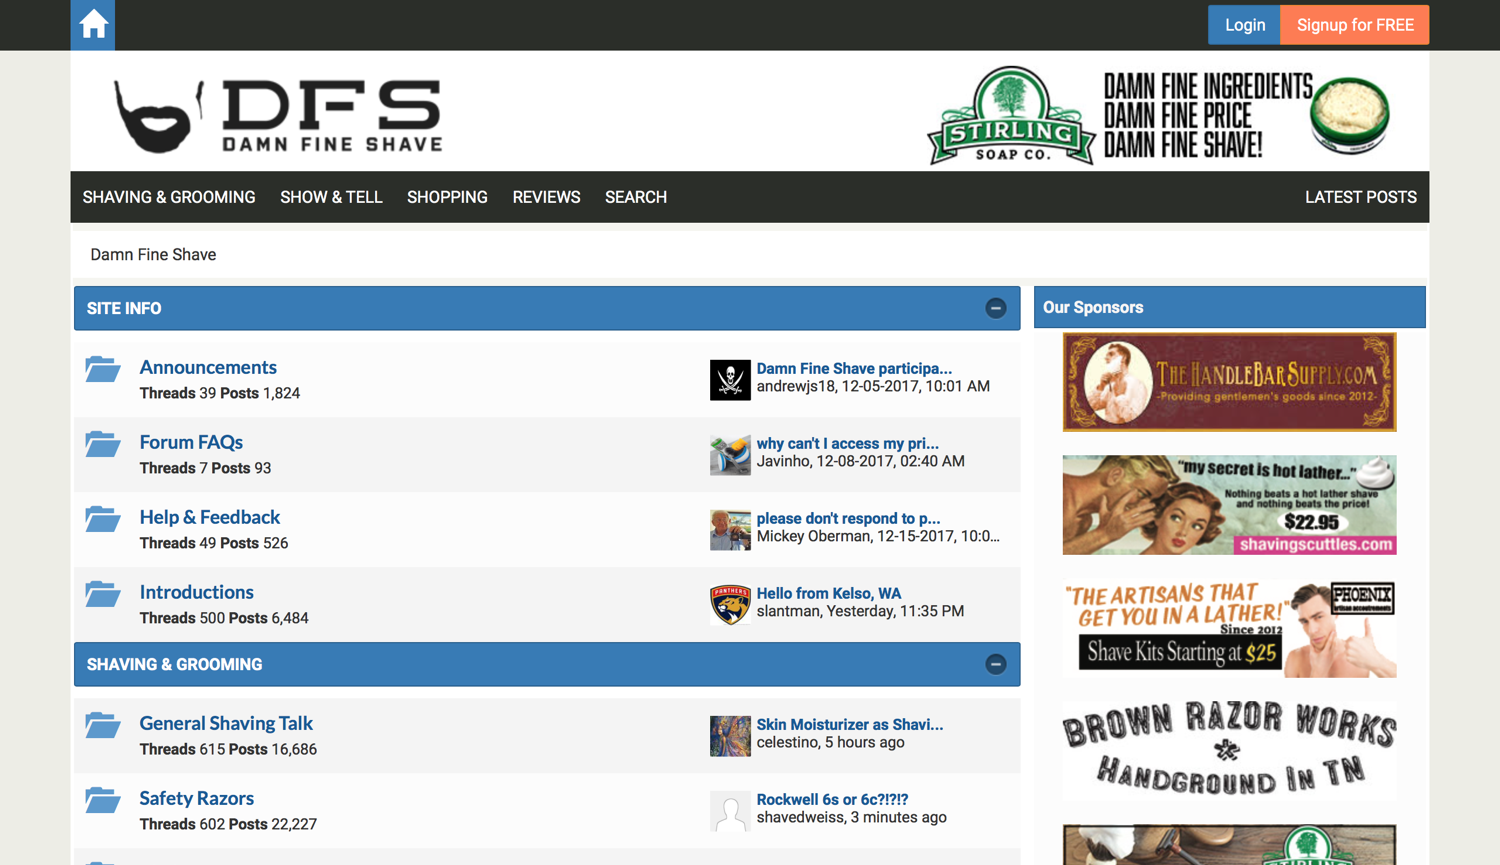 Login
Signup for FREE
DFS
DAMN FINE SHAVE
STIRLING
SOAP CO.
DAMN FINE INGREDIENTS
DAMN FINE PRICE
DAMN FINE SHAVE!
SHAVING & GROOMING
SHOW & TELL
SHOPPING
REVIEWS
SEARCH
LATEST POSTS
Damn Fine Shave
SITE INFO
Announcements
Threads 39 Posts 1,824
Damn Fine Shave participa...
andrewjs18, 12-05-2017, 10:01 AM
Forum FAQs
Threads 7 Posts 93
why can't I access my pri...
Javinho, 12-08-2017, 02:40 AM
Help & Feedback
Threads 49 Posts 526
please don't respond to p...
Mickey Oberman, 12-15-2017, 10:0...
Introductions
Threads 500 Posts 6,484
PANTHERS
Hello from Kelso, WA
slantman, Yesterday, 11:35 PM
SHAVING & GROOMING
General Shaving Talk
Threads 615 Posts 16,686
Skin Moisturizer as Shavi...
celestino, 5 hours ago
Safety Razors
Threads 602 Posts 22,227
Rockwell 6s or 6c?!?!?
shavedweiss, 3 minutes ago
Our Sponsors
THEHANDLEBARSUPPLY.COM
-Providing gentlemen's goods since 2012-
"my secret is hot lather..."
Nothing beats a hot lather shave
and nothing beats the price!
$22.95
shavingscuttles.com
"THE ARTISANS THAT
GET YOU IN A LATHER!"
Since 2012
Shave Kits Starting at $25
PHOENIX
artisan accoutrements
BROWN RAZOR WORKS
HANDGROUND IN TN
STIRLING